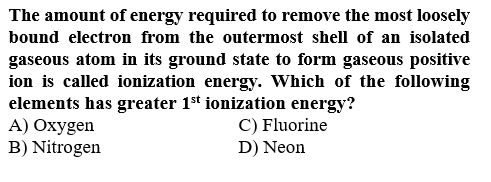 The amount of energy required to remove the most loosely
bound electron from the outermost shell of an isolated
gaseous atom in its ground state to form gaseous positive
ion is called ionization energy. Which of the following
elements has greater 1st ionization energy?
A) Oxygen C) Fluorine
B) Nitrogen D) Neon